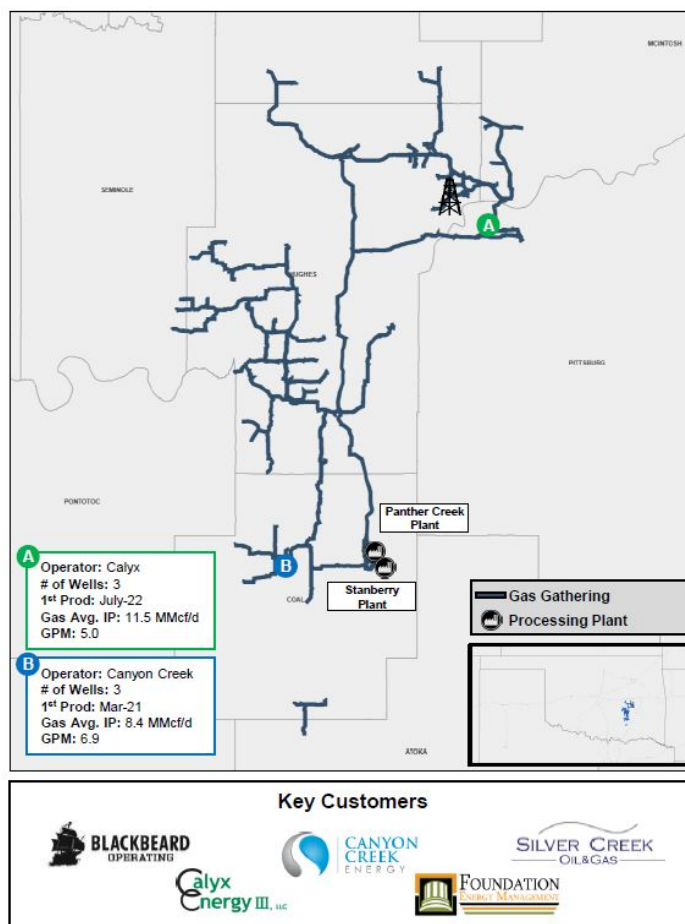 MCINTOSH
SEMINOLE
A
HUGHES
PITTSBURG
PONTOTOC
Panther Creek
Plant
B
Stanberry
Plant
COAL
A
Operator: Calyx
# of Wells: 3
1st Prod: July-22
Gas Avg. IP: 11.5 MMcf/d
GPM: 5.0
Gas Gathering
Processing Plant
B
Operator: Canyon Creek
# of Wells: 3
1st Prod: Mar-21
Gas Avg. IP: 8.4 MMcf/d
GPM: 6.9
ATOKA
Key Customers
BLACKBEARD
OPERATING
CANYON
CREEK
ENERGY
SILVER CREEK
OIL&GAS
Calyx
Energy III, LLC
FOUNDATION
ENERGY MANAGEMENT